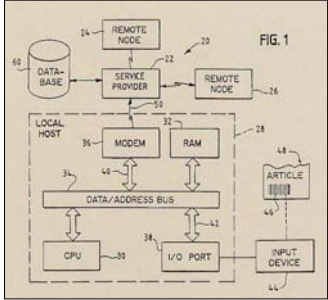 24
REMOTE
NODE
20
FIG. 1
60
22
DATA-
BASE
SERVICE
PROVIDER
REMOTE
NODE
26
50
LOCAL
HOST
28
36
MODEM
32
RAM
48
ARTICLE
46
34
40
DATA/ADDRESS BUS
42
38
CPU
30
I/O PORT
INPUT
DEVICE
44